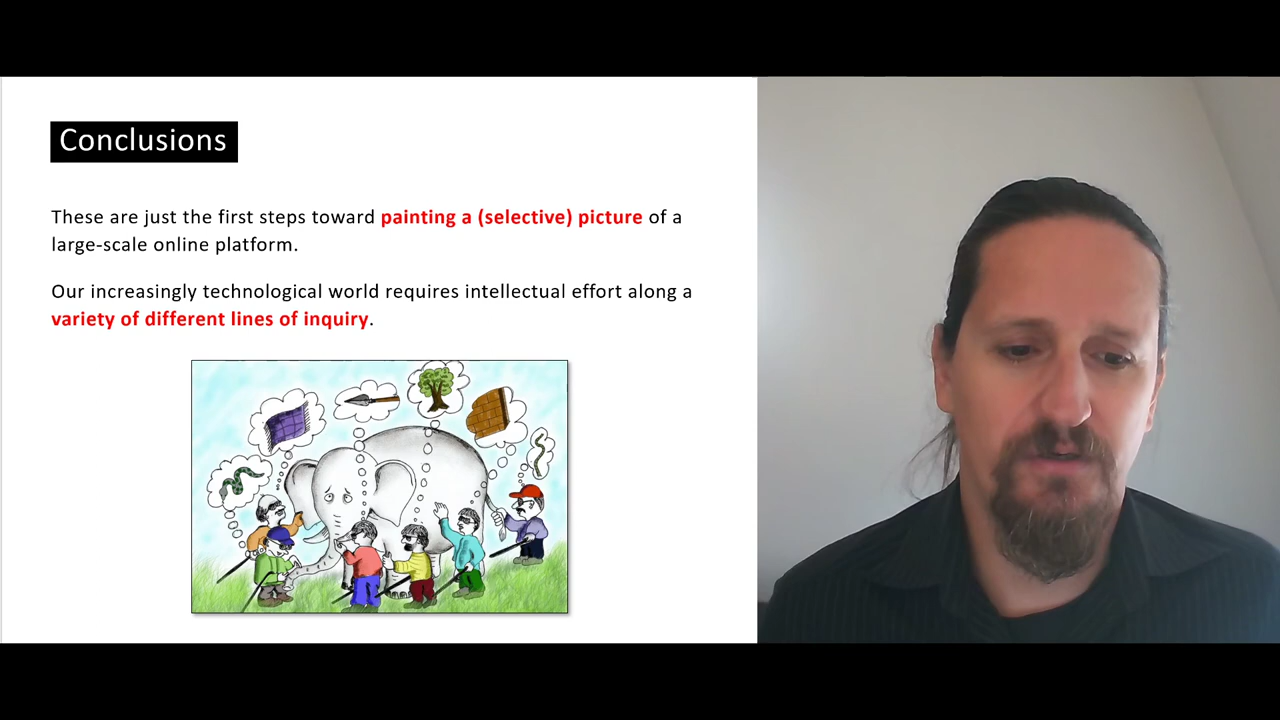 Conclusions
These are just the first steps toward painting a (selective) picture of a
large-scale online platform.
Our increasingly technological world requires intellectual effort along a
variety of different lines of inquiry.